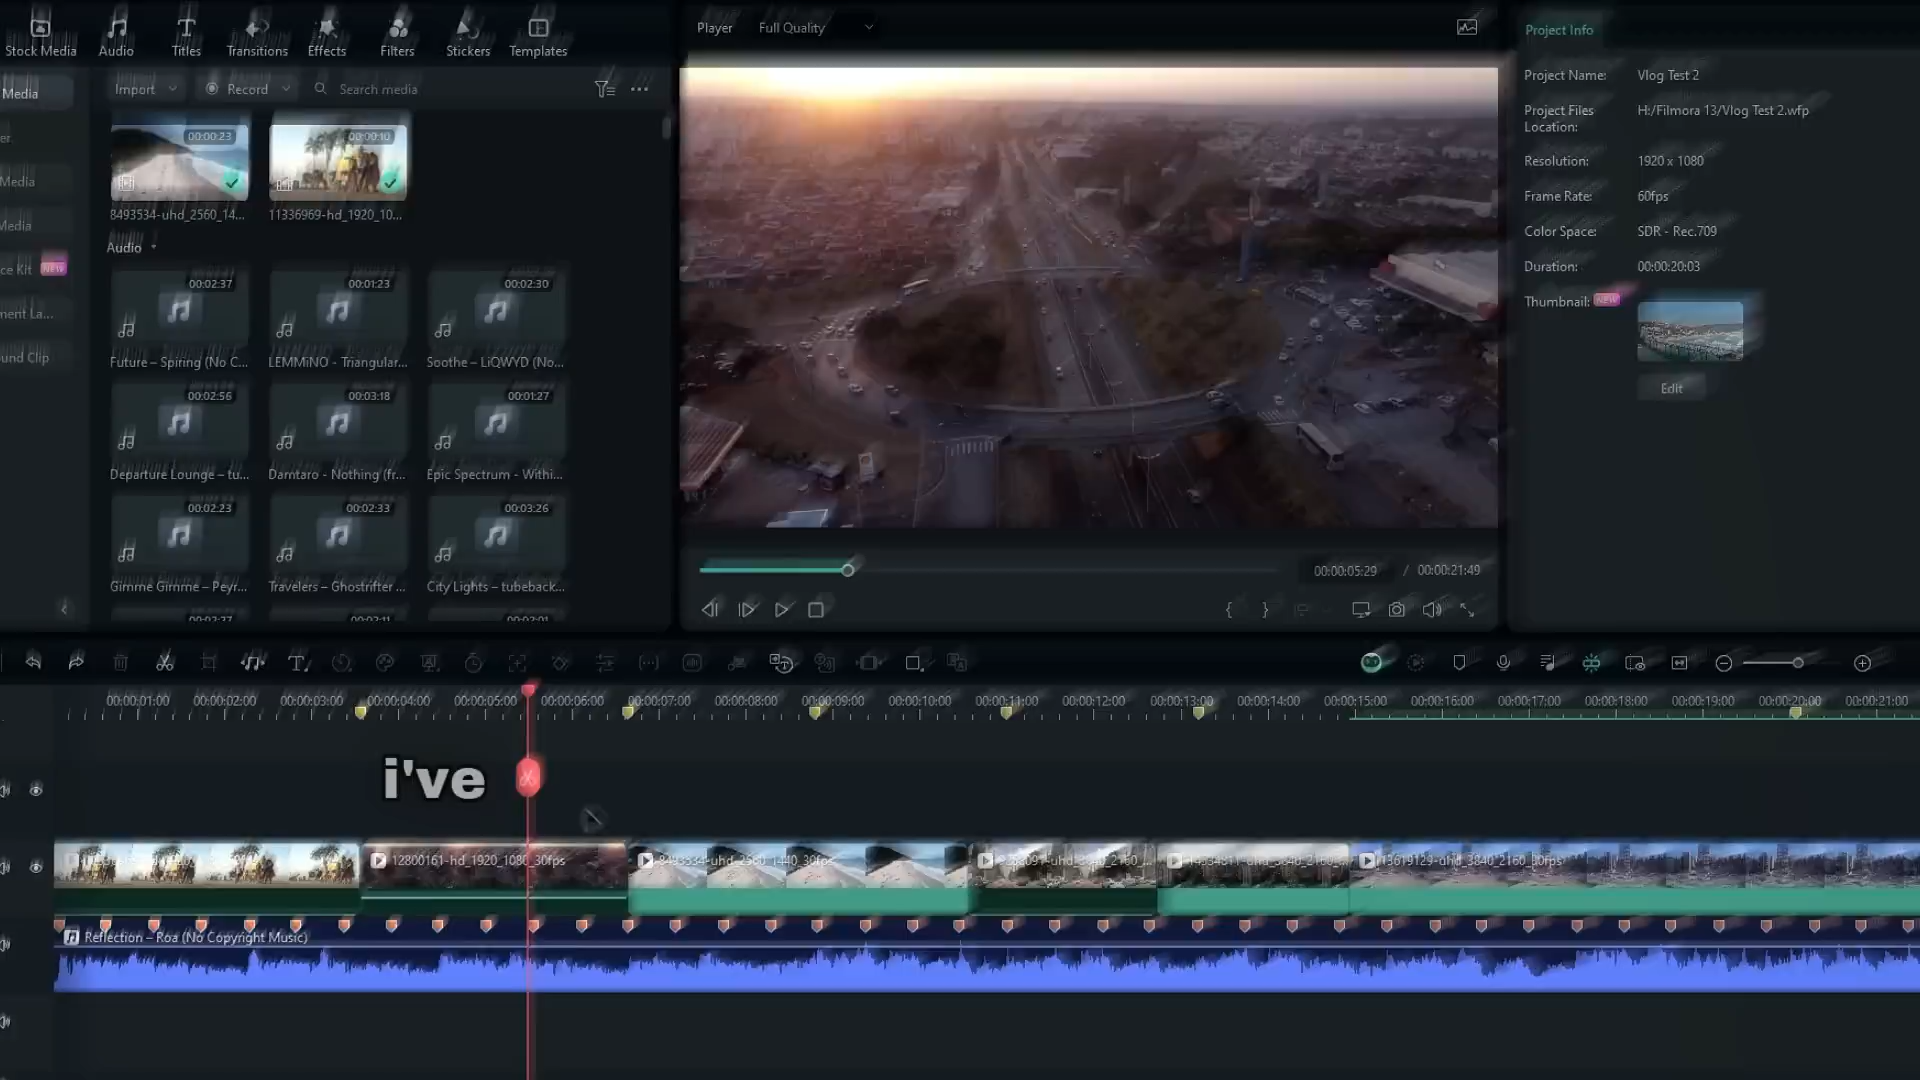 Stock Media
Audio
Titles
Transitions
Effects
Filters
Stickers
Templates
Player
Full Quality
Project Info
Media
Import
Record
Search media
Project Name:
Vlog Test 2
Project Files
Location:
H:/Filmora 13/Vlog Test 2.wfp
Resolution:
1920 x 1080
Frame Rate:
60fps
Color Space:
SDR - Rec.709
Duration:
00:00:20:03
Thumbnail:
NEW
Edit
er
Media
Media
ce Kit
NEW
ment La...
und Clip
00:00:23
00:00:10
8493534-uhd_2560_14...
11336969-hd_1920_10...
Audio
00:02:37
00:01:23
00:02:30
Future – Spiring (No C...
LEMMiNO - Triangular...
Soothe – LiQWYD (No...
00:02:56
00:03:18
00:01:27
Departure Lounge – tu...
Damtaro - Nothing (fr...
Epic Spectrum - Withi...
00:02:23
00:02:33
00:03:26
Gimme Gimme – Peyr...
Travelers – Ghostrifter ...
City Lights – tubeback...
00:00:05:29
/ 00:00:21:49
00:00:01:00
00:00:02:00
00:00:03:00
00:00:04:00
00:00:05:00
00:00:06:00
00:00:07:00
00:00:08:00
00:00:09:00
00:00:10:00
00:00:11:00
00:00:12:00
00:00:13:00
00:00:14:00
00:00:15:00
00:00:16:00
00:00:17:00
00:00:18:00
00:00:19:00
00:00:20:00
00:00:21:00
i've
12800161-hd_1920_1080_30fps
8493534-uhd_2560_1440_30fps
13619129-uhd_3840_2160_30fps
Reflection – Roa (No Copyright Music)